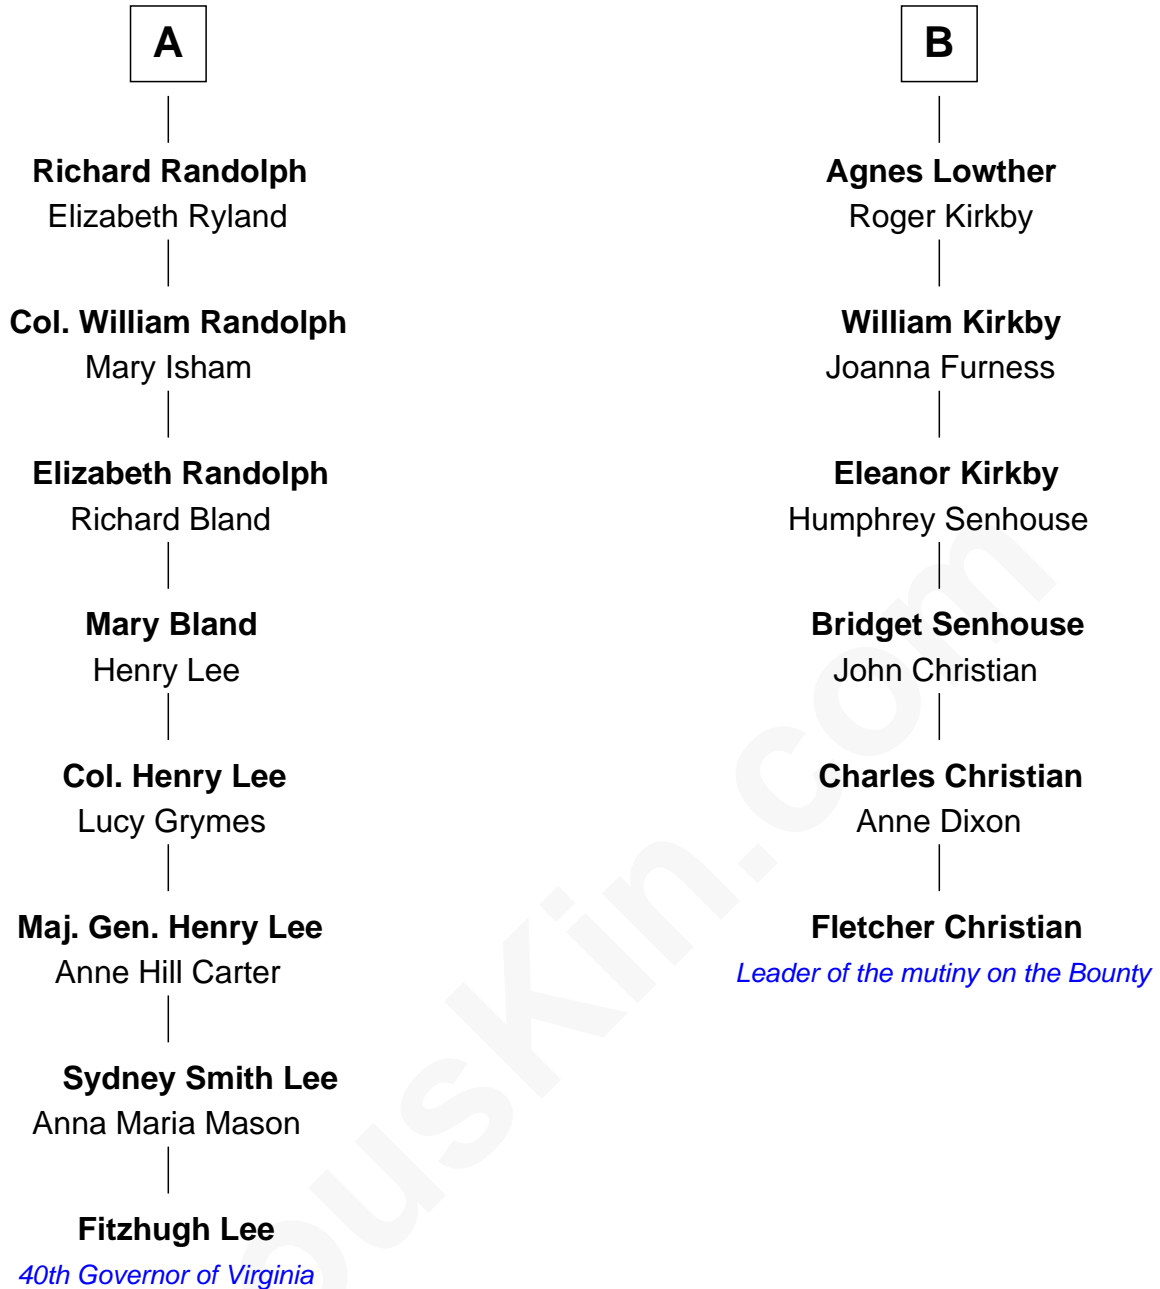 A
Richard Randolph
Elizabeth Ryland
Col. William Randolph
Mary Isham
Elizabeth Randolph
Richard Bland
Mary Bland
Henry Lee
Col. Henry Lee
Lucy Grymes
Maj. Gen. Henry Lee
Anne Hill Carter
Sydney Smith Lee
Anna Maria Mason
Fitzhugh Lee
40th Governor of Virginia
B
Agnes Lowther
Roger Kirkby
William Kirkby
Joanna Furness
Eleanor Kirkby
Humphrey Senhouse
Bridget Senhouse
John Christian
Charles Christian
Anne Dixon
Fletcher Christian
Leader of the mutiny on the Bounty
ousKin.com